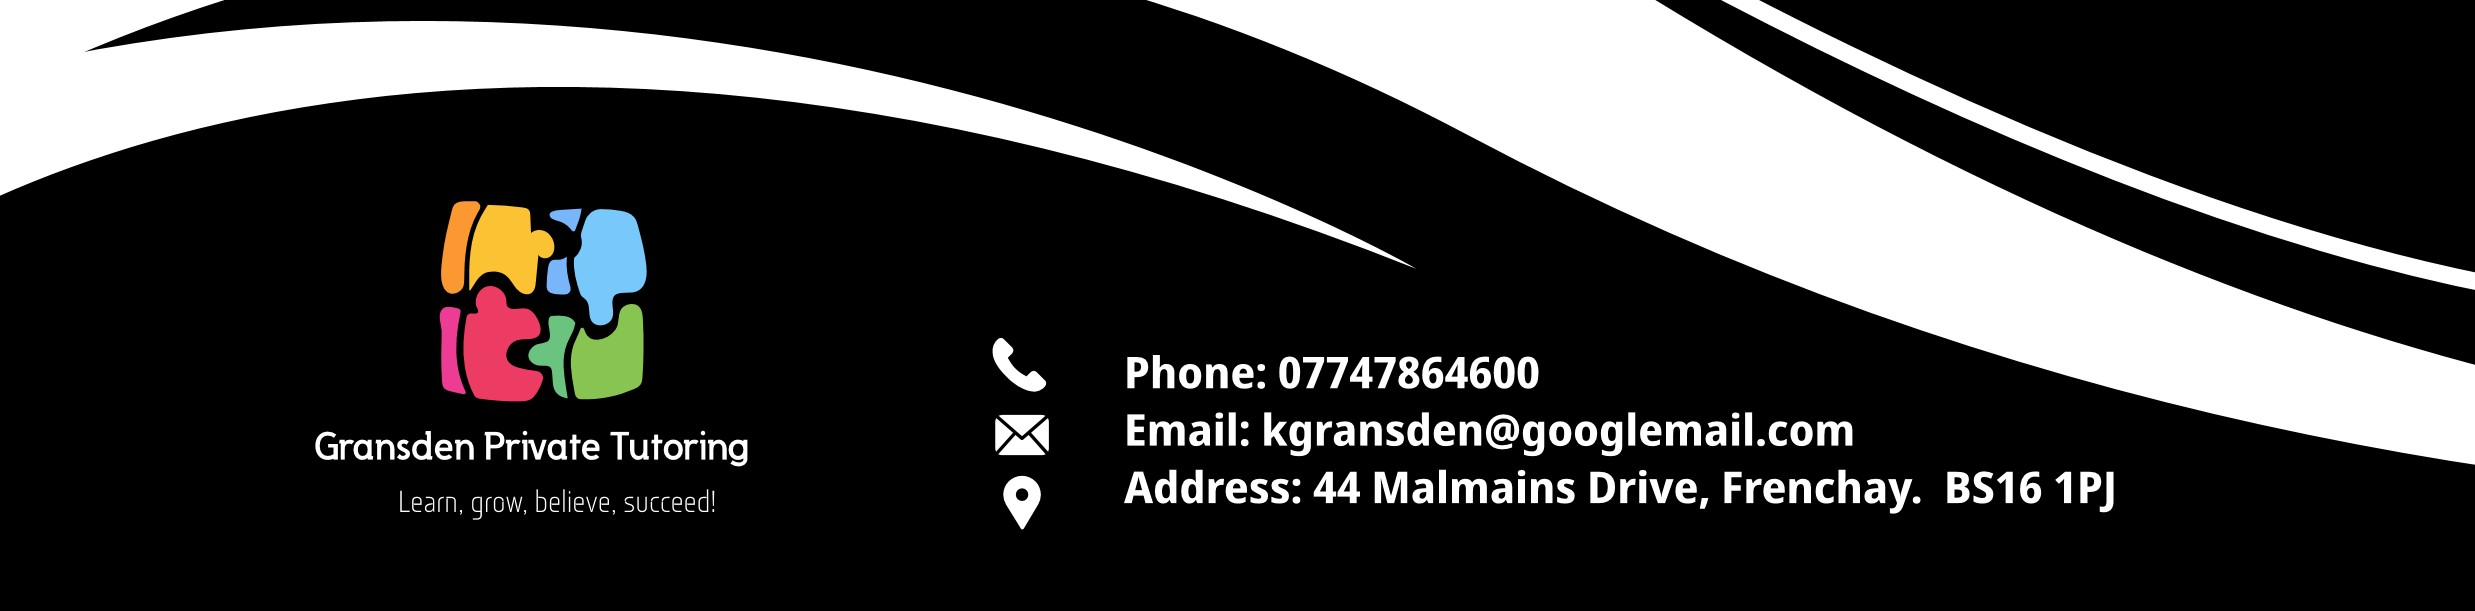 Gransden Private Tutoring
Learn, grow, believe, succeed!
Phone: 07747864600
Email: kgransden@googlemail.com
Address: 44 Malmains Drive, Frenchay.  BS16 1PJ